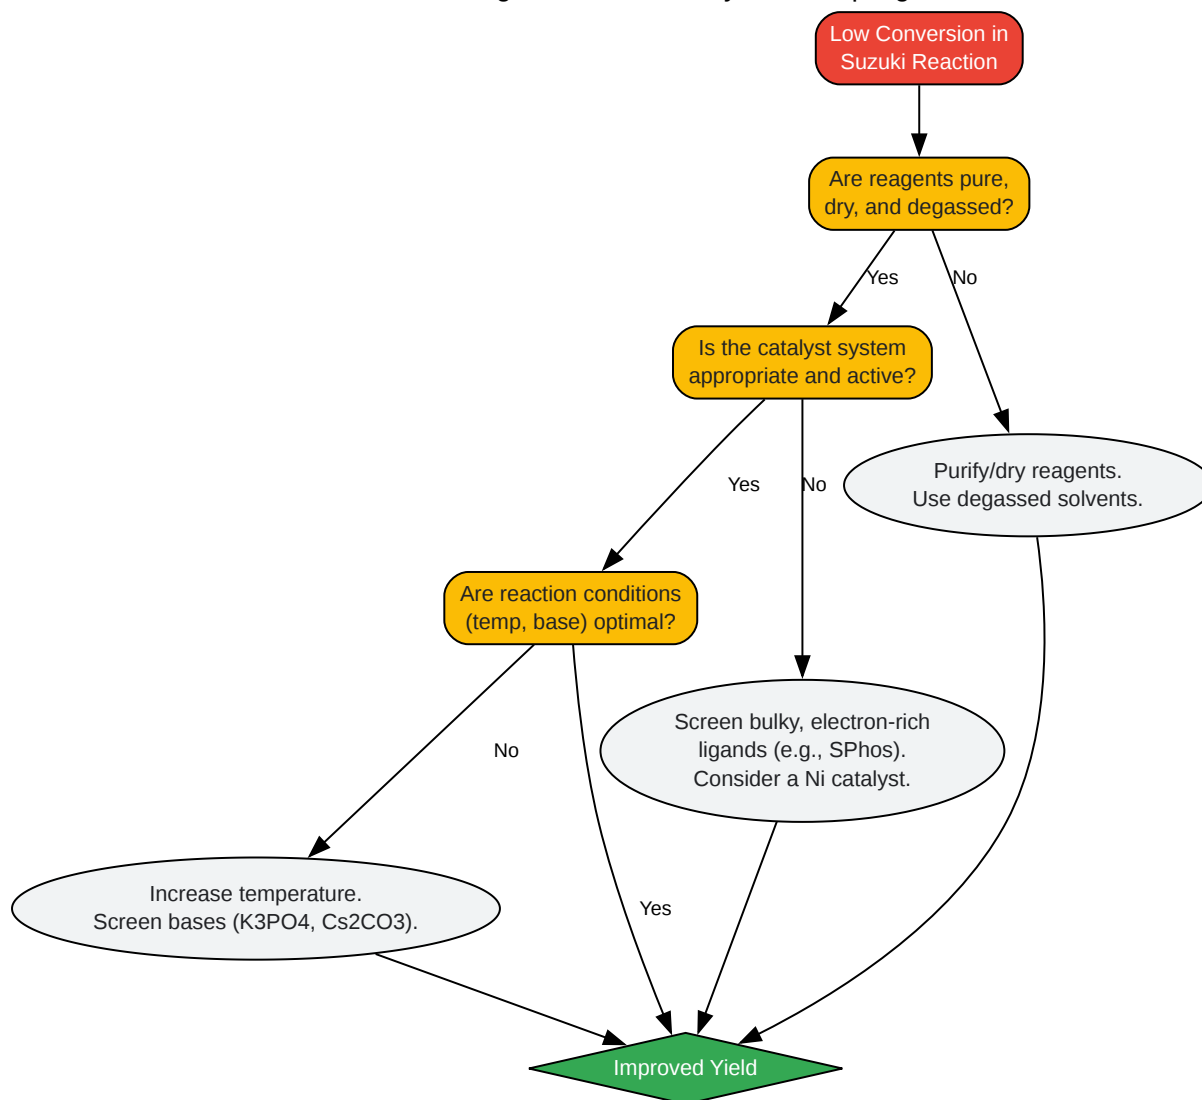 Low Conversion in
Suzuki Reaction
Are reagents pure,
dry, and degassed?
Yes
No
Is the catalyst system
appropriate and active?
Purify/dry reagents.
Use degassed solvents.
Yes
No
Are reaction conditions
(temp, base) optimal?
Screen bulky, electron-rich
ligands (e.g., SPhos).
Consider a Ni catalyst.
No
Increase temperature.
Screen bases (K3PO4, Cs2CO3).
Yes
Improved Yield